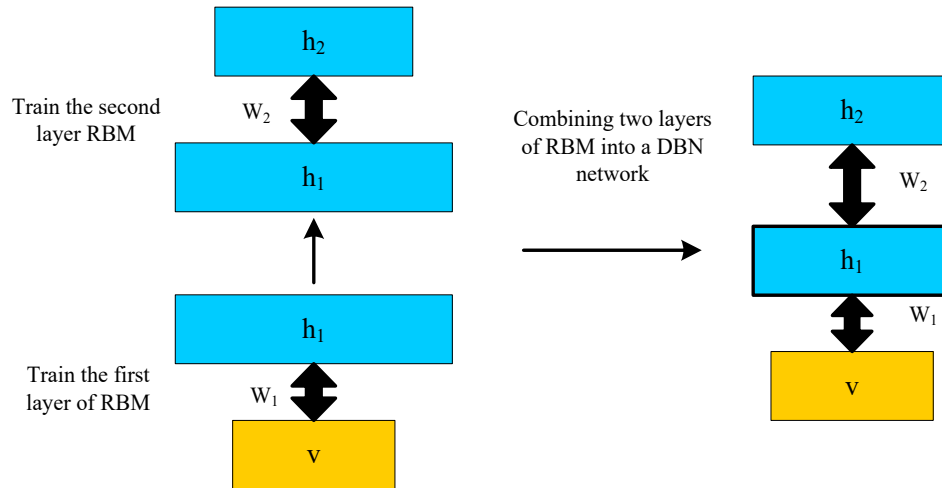 h₂
Train the second
layer RBM
W₂
h₁
h₁
Train the first
layer of RBM
W₁
v
Combining two layers
of RBM into a DBN
network
h₂
W₂
h₁
W₁
v